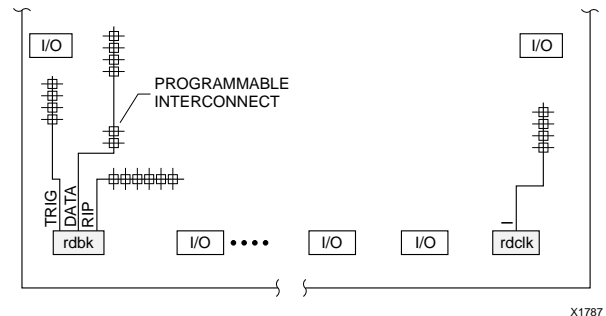 I/O
I/O
PROGRAMMABLE
INTERCONNECT
TRIG
DATA
RIP
I
rdbk
I/O
I/O
I/O
rdclk
X1787